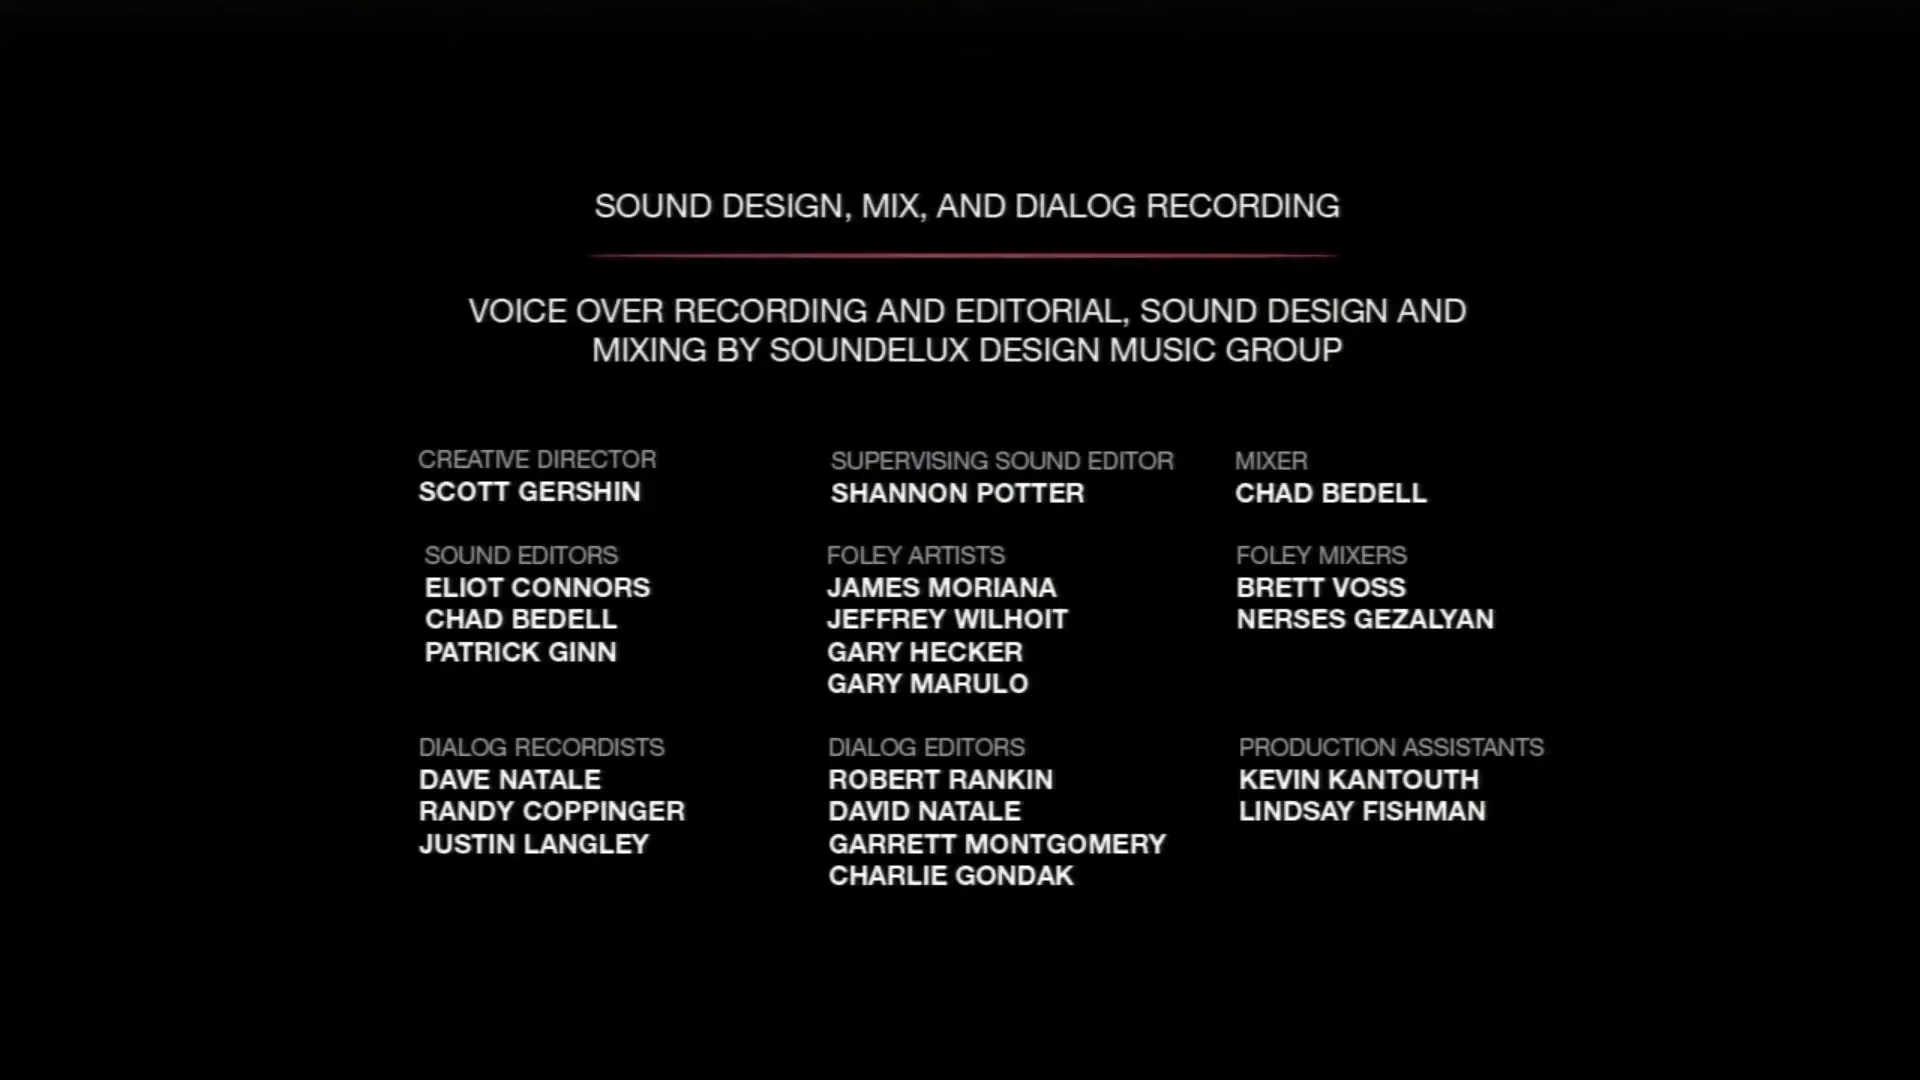 SOUND DESIGN, MIX, AND DIALOG RECORDING
VOICE OVER RECORDING AND EDITORIAL, SOUND DESIGN AND
MIXING BY SOUNDELUX DESIGN MUSIC GROUP
CREATIVE DIRECTOR
SCOTT GERSHIN
SUPERVISING SOUND EDITOR
SHANNON POTTER
MIXER
CHAD BEDELL
SOUND EDITORS
ELIOT CONNORS
CHAD BEDELL
PATRICK GINN
FOLEY ARTISTS
JAMES MORIANA
JEFFREY WILHOIT
GARY HECKER
GARY MARULO
FOLEY MIXERS
BRETT VOSS
NERSES GEZALYAN
DIALOG RECORDISTS
DAVE NATALE
RANDY COPPINGER
JUSTIN LANGLEY
DIALOG EDITORS
ROBERT RANKIN
DAVID NATALE
GARRETT MONTGOMERY
CHARLIE GONDAK
PRODUCTION ASSISTANTS
KEVIN KANTOUTH
LINDSAY FISHMAN